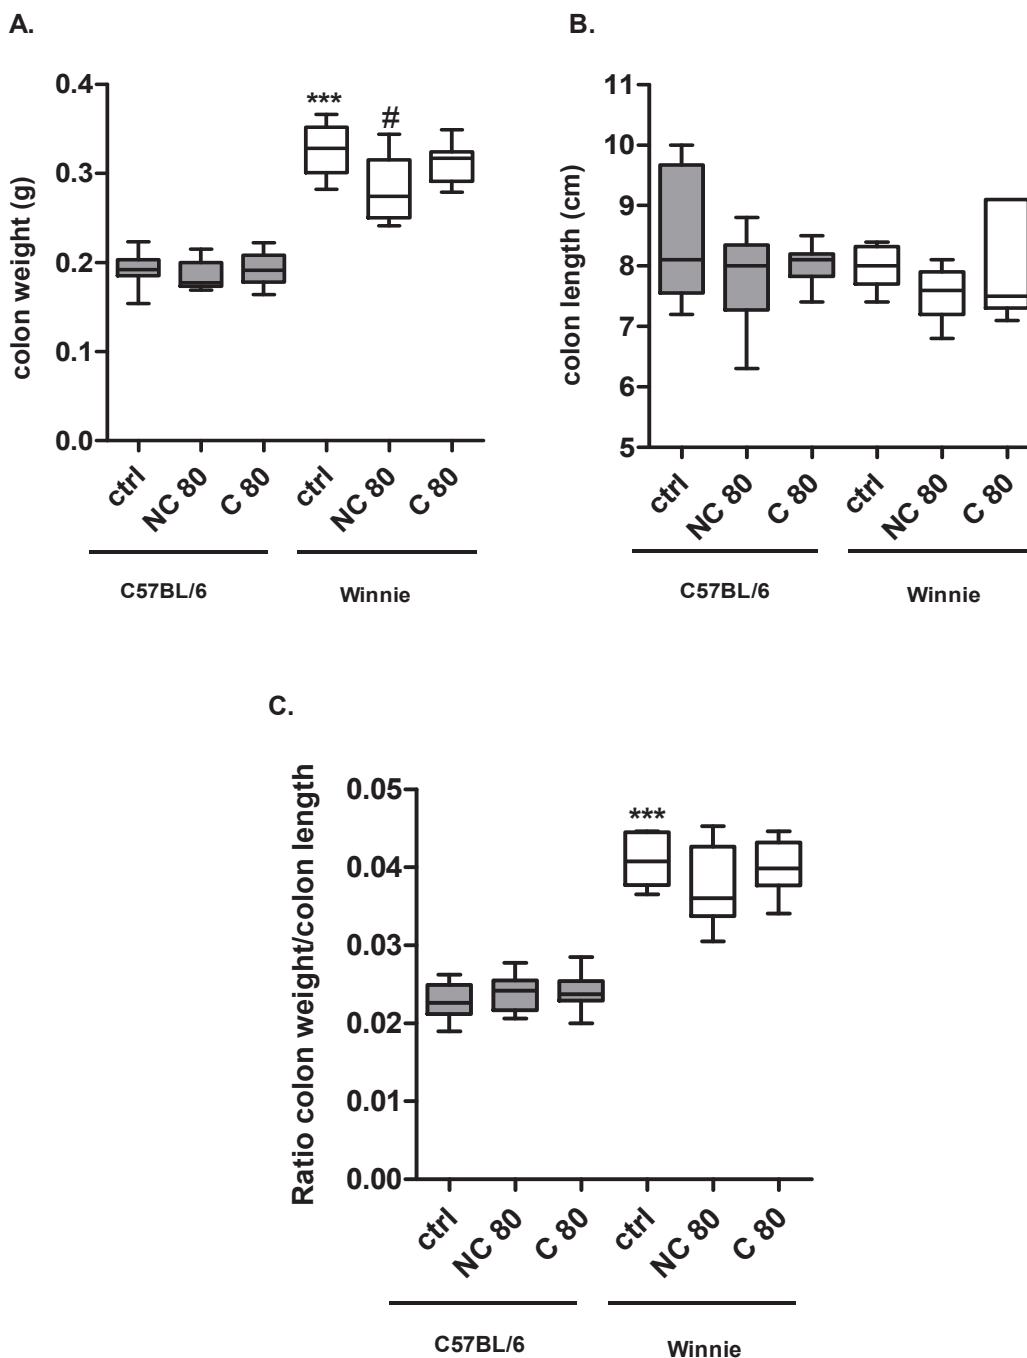 A.
colon weight (g)
0.4
0.3
0.2
0.1
0.0
***
#
ctrl
NC 80
C 80
ctrl
NC 80
C 80
C57BL/6
Winnie
B.
colon length (cm)
11
10
9
8
7
6
5
ctrl
NC 80
C 80
ctrl
NC 80
C 80
C57BL/6
Winnie
C.
Ratio colon weight/colon length
0.05
0.04
0.03
0.02
0.01
0.00
***
ctrl
NC 80
C 80
ctrl
NC 80
C 80
C57BL/6
Winnie